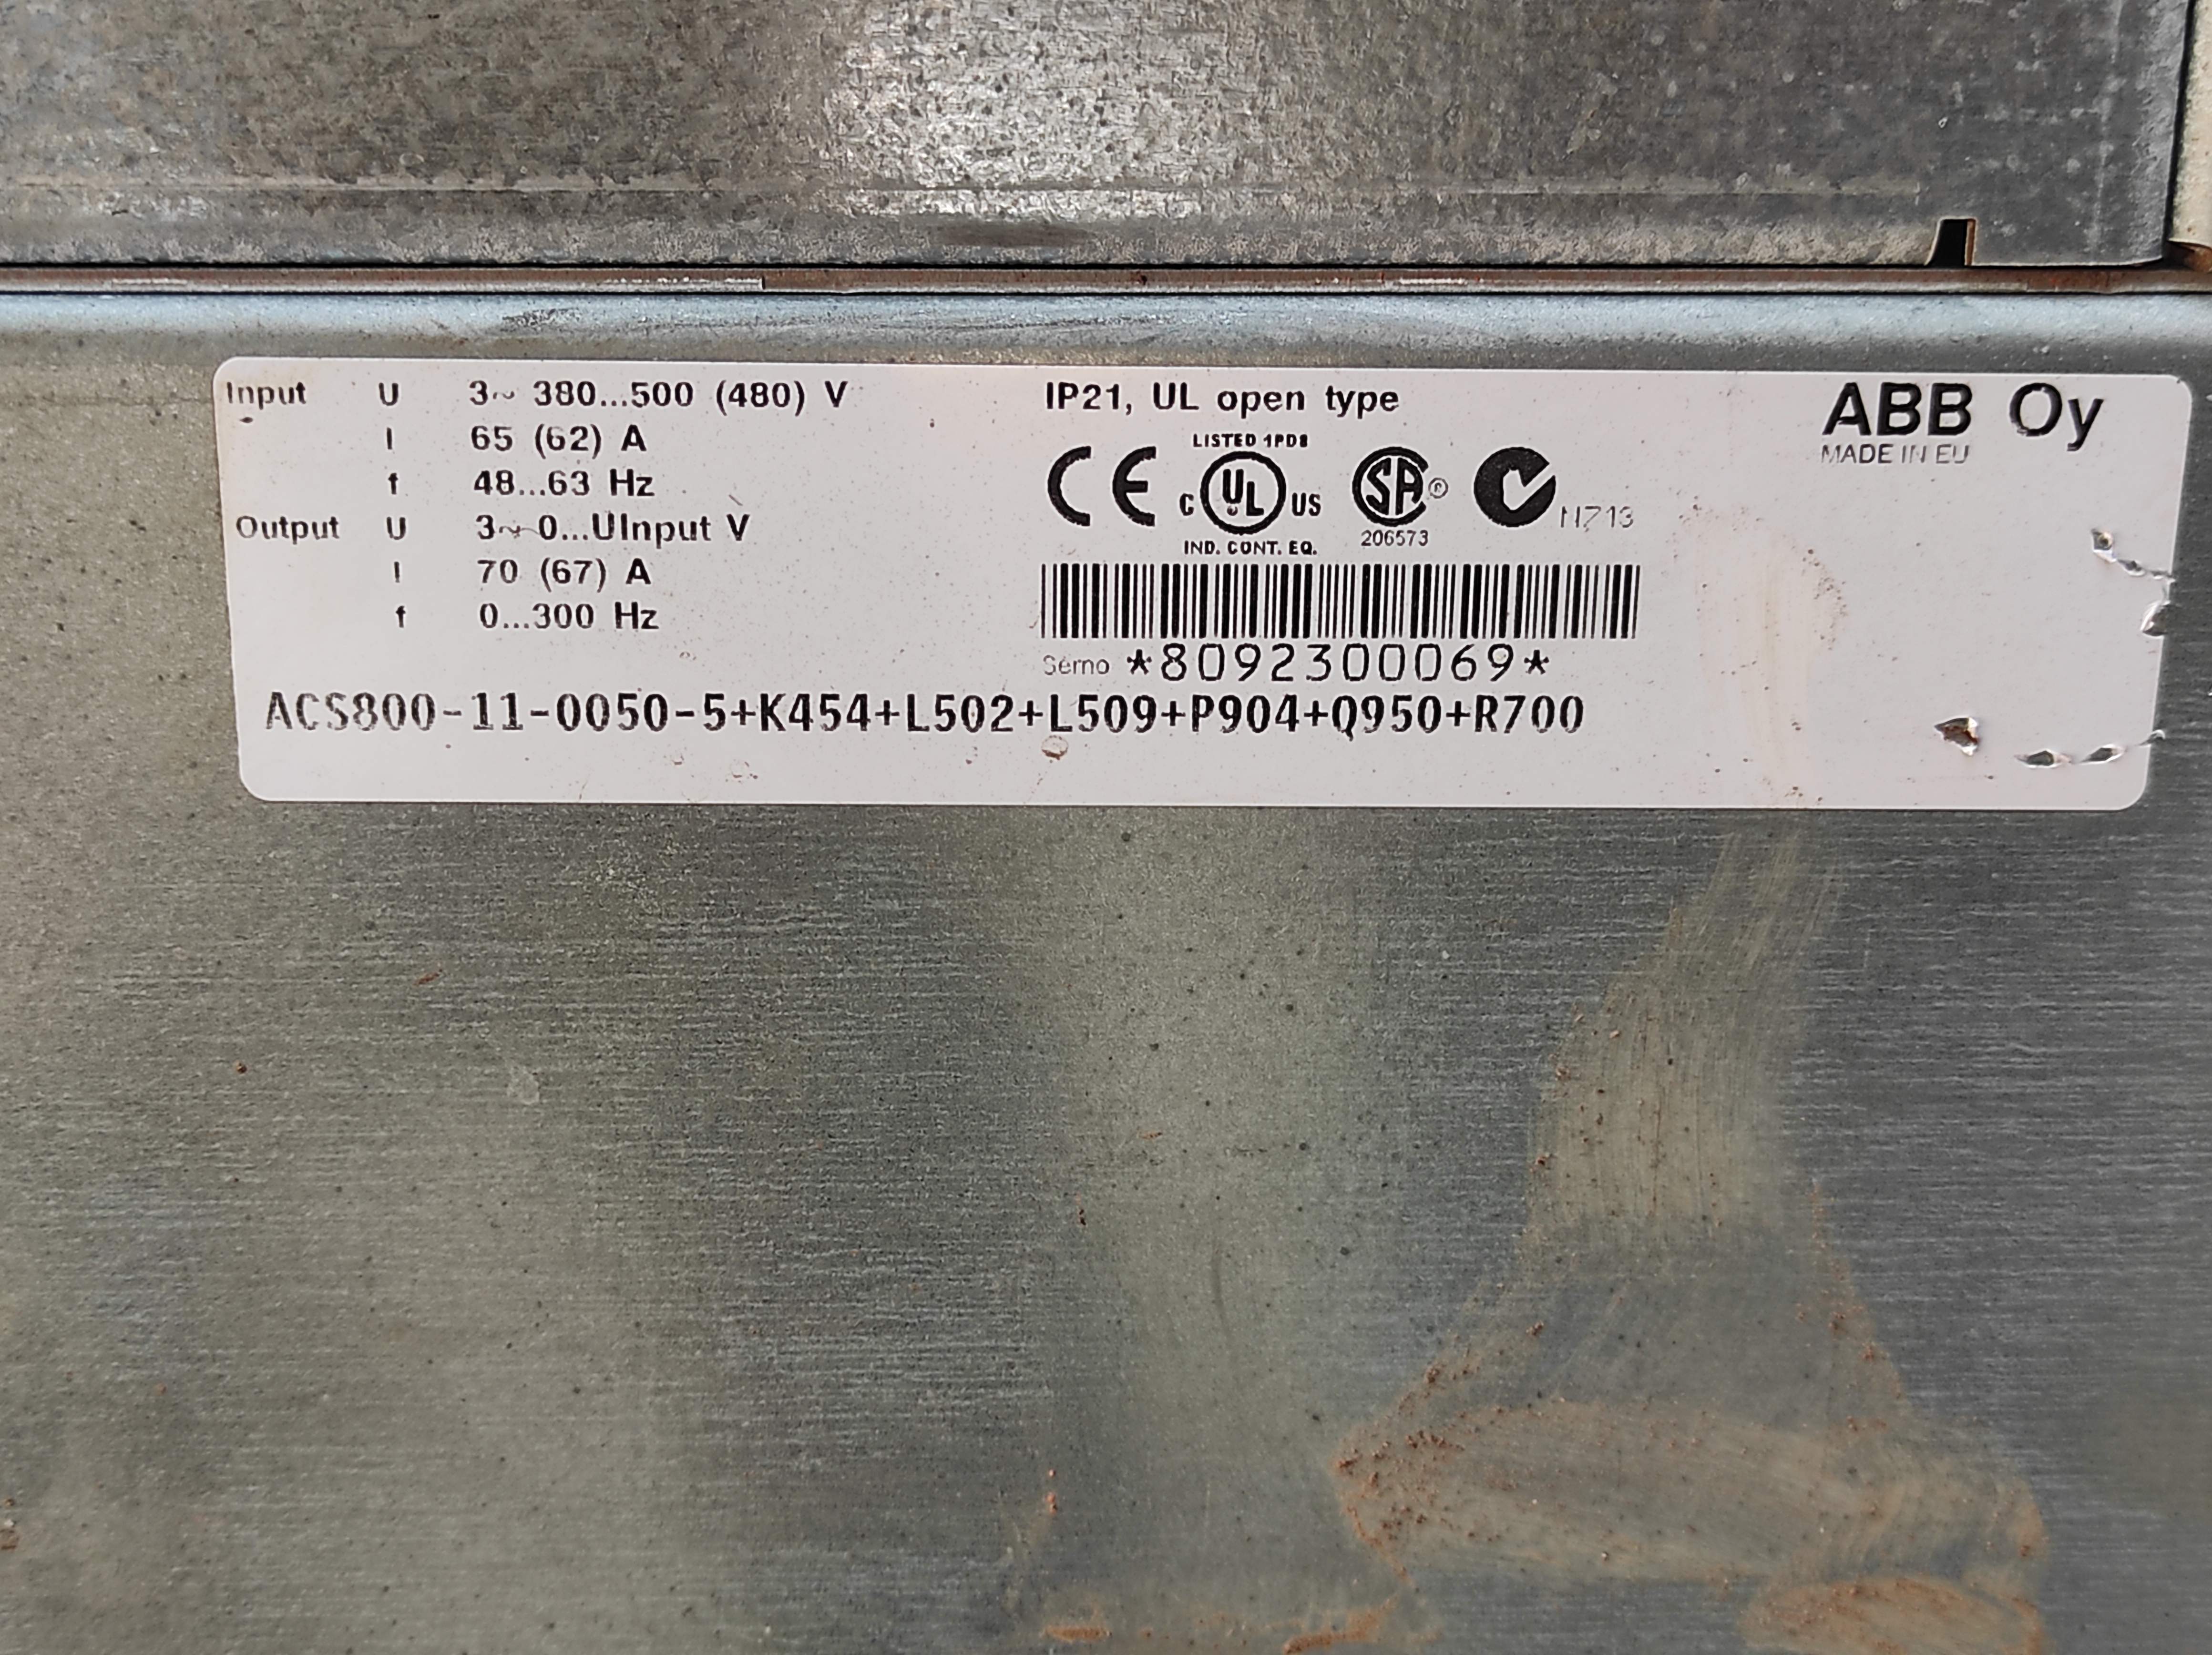 Input U 3~ 380...500 (480) V
I 65 (62) A
f 48...63 Hz
Output U 3~ 0...UInput V
I 70 (67) A
f 0...300 Hz
IP21, UL open type
LISTED 1PD8
CE C UL US SA ®
IND. CONT. EQ.
206573
N713
Serno *8092300069*
ACS800-11-0050-5+K454+L502+L509+P904+Q950+R700
ABB Oy
MADE IN EU